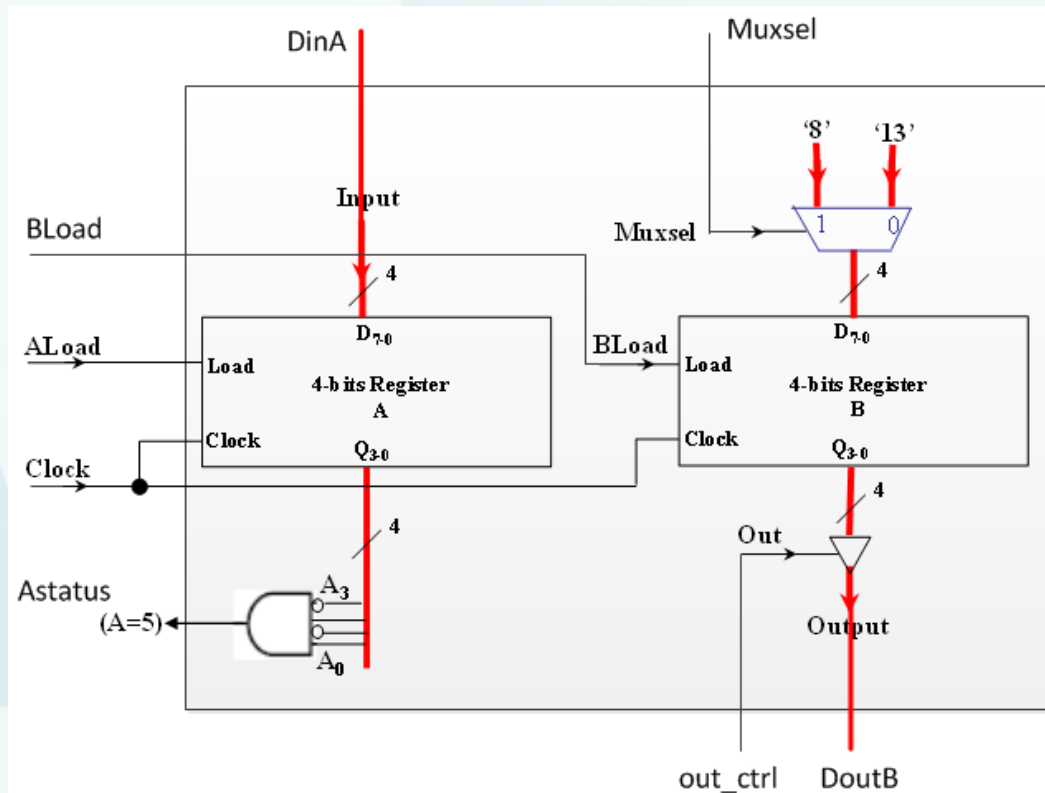 DinA
Muxsel
‘8’
‘13’
Input
BLoad
Muxsel
1
0
4
4
D7-0
D7-0
ALoad
BLoad
Load
Load
4-bits Register
A
4-bits Register
B
Clock
Clock
Q3-0
Q3-0
Clock
4
4
Out
Astatus
A3
(A=5)
Output
A0
out_ctrl
DoutB